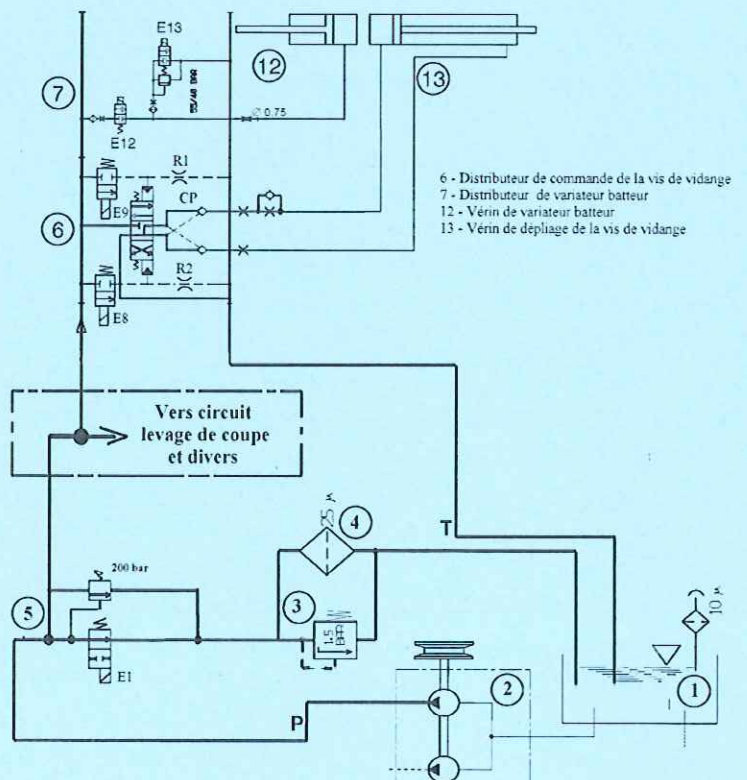 E13
12
13
7
55/40 BAR
Ø 0,75
E12
R1
6 - Distributeur de commande de la vis de vidange
7 - Distributeur de variateur batteur
12 - Vérin de variateur batteur
13 - Vérin de dépliage de la vis de vidange
E9
CP
6
R2
E8
Vers circuit
levage de coupe
et divers
25 µ
4
T
200 bar
3
5
1.5
BAR
10 µ
E1
2
1
P